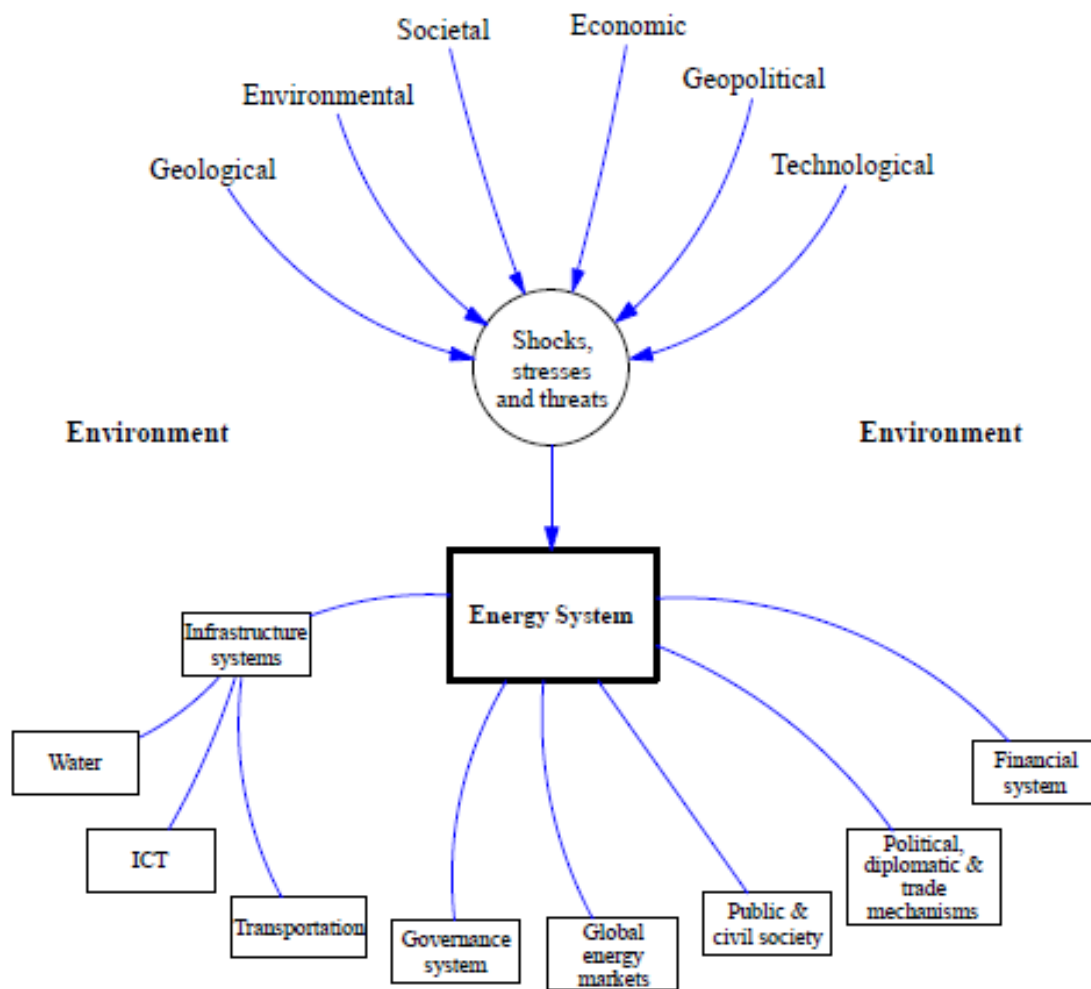 Societal
Economic
Environmental
Geopolitical
Geological
Technological
Shocks,
stresses
and threats
Environment
Environment
Energy System
Infrastructure
systems
Water
ICT
Transportation
Governance
system
Global
energy
markets
Public &
civil society
Political,
diplomatic &
trade
mechanisms
Financial
system